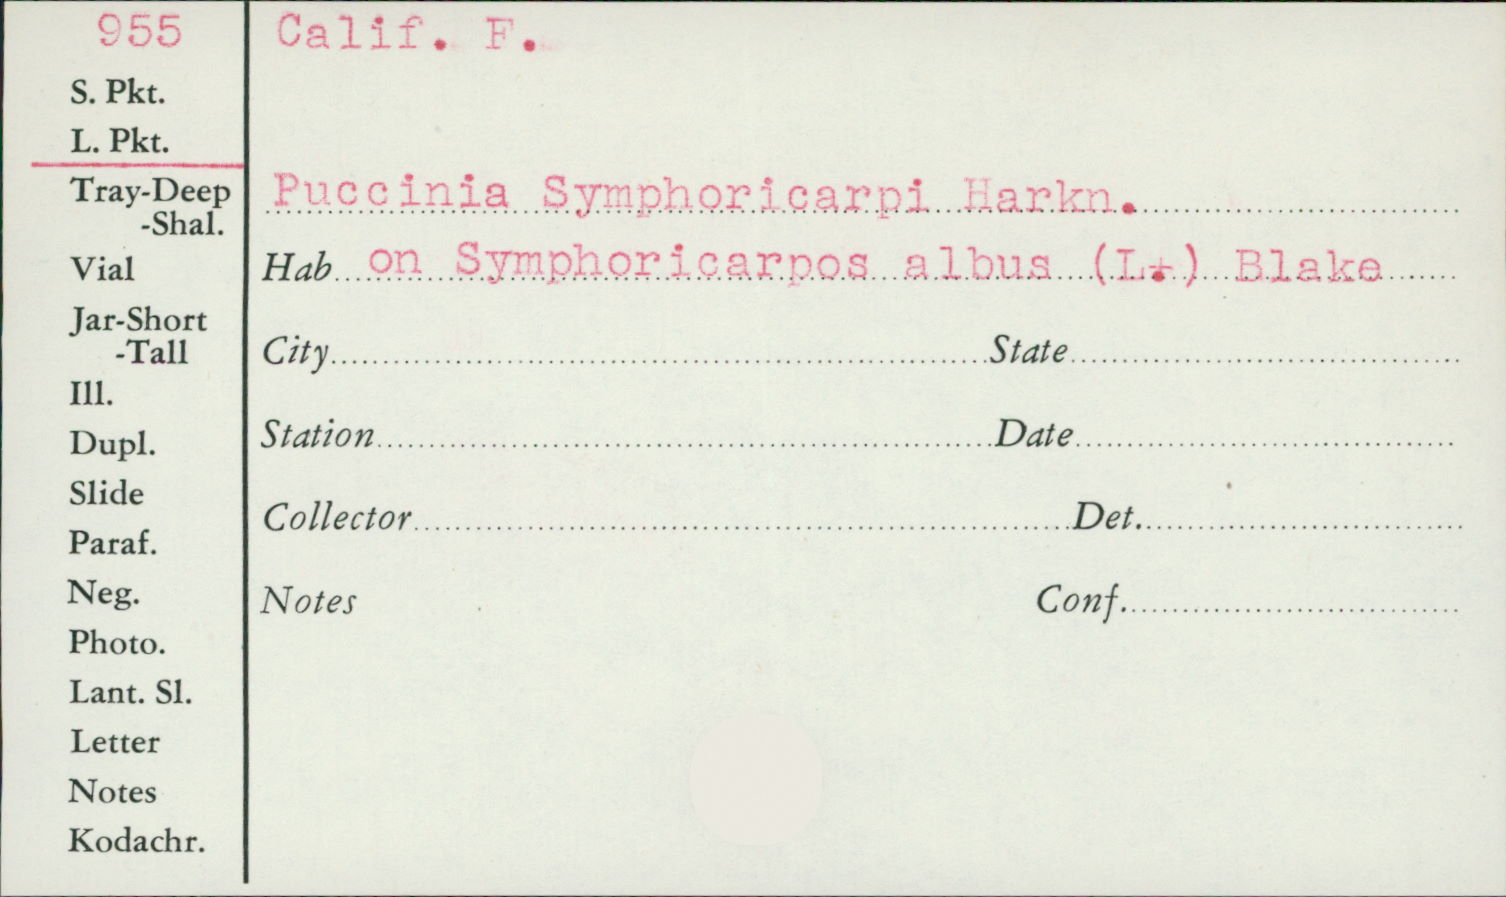 955
Calif. F.
S. Pkt.
L. Pkt.
Tray-Deep
-Shal.
Puccinia Symphoricarpi Harkn.
Vial
Hab. on Symphoricarpos albus (L.) Blake
Jar-Short
-Tall
City State
Ill.
Dupl.
Station Date
Slide
Collector Det.
Paraf.
Neg.
Notes Conf.
Photo.
Lant. Sl.
Letter
Notes
Kodachr.